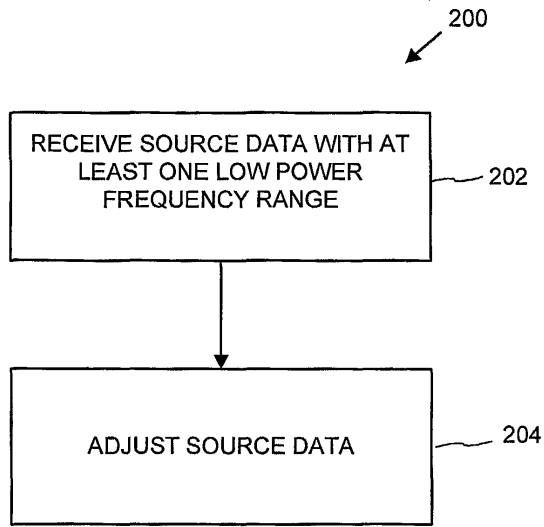 200
RECEIVE SOURCE DATA WITH AT
LEAST ONE LOW POWER
FREQUENCY RANGE
202
ADJUST SOURCE DATA
204